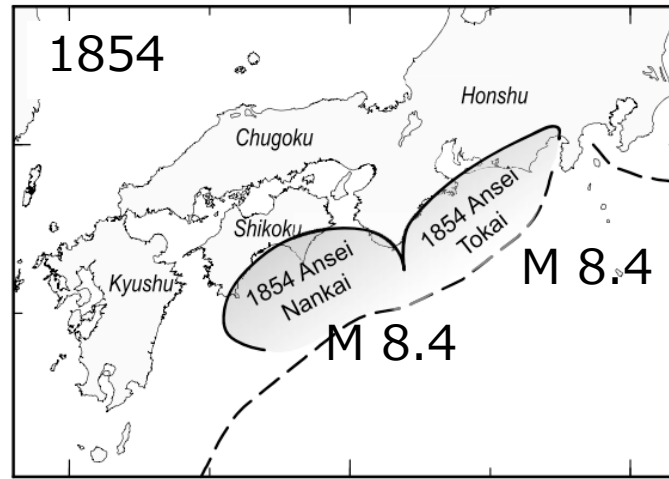 1854
Honshu
Chugoku
Shikoku
Kyushu
1854 Ansei
Tokai
1854 Ansei
Nankai
M 8.4
M 8.4